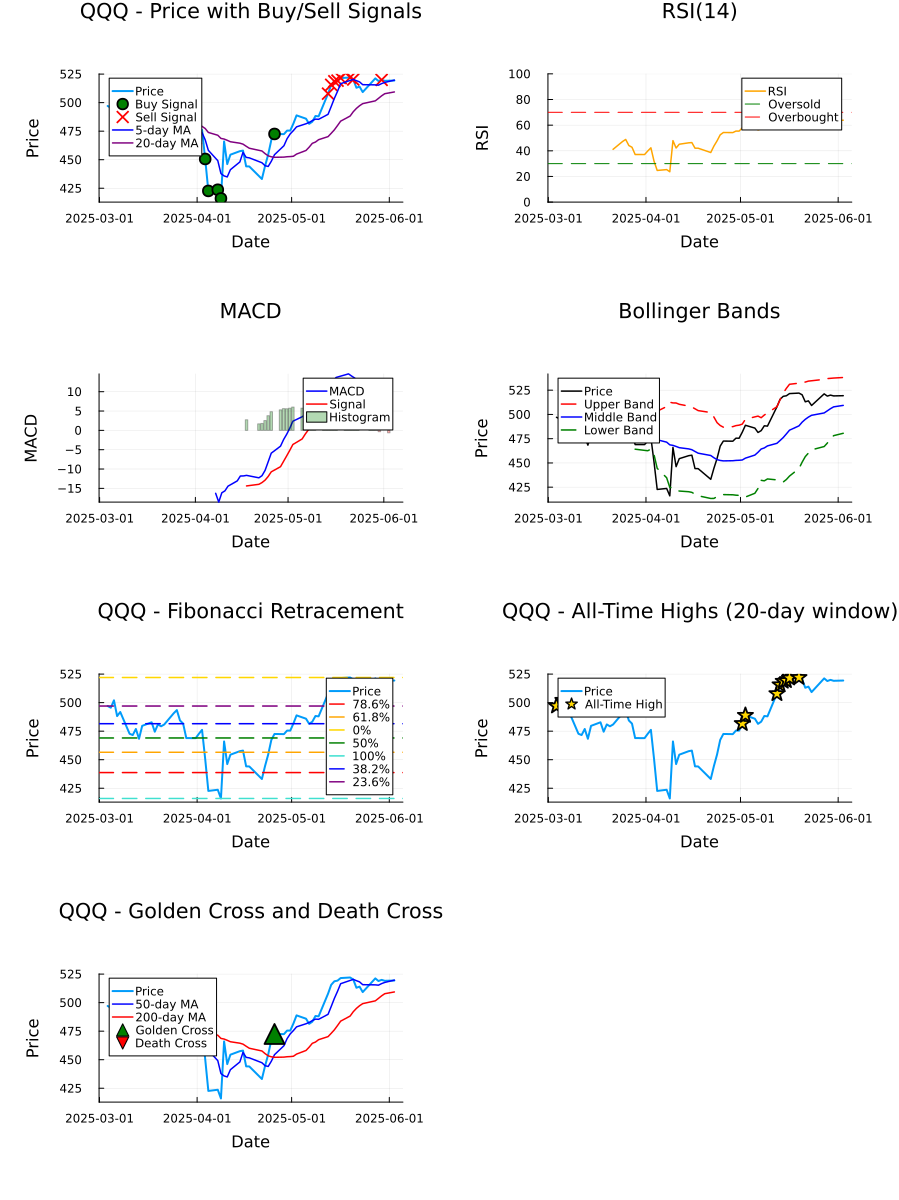 QQQ - Price with Buy/Sell Signals
525
500
475
450
425
Price
Price
Buy Signal
Sell Signal
5-day MA
20-day MA
2025-03-01 2025-04-01 2025-05-01 2025-06-01
Date
RSI(14)
100
80
60
40
20
0
RSI
RSI
Oversold
Overbought
2025-03-01 2025-04-01 2025-05-01 2025-06-01
Date
MACD
10
5
0
−5
−10
−15
MACD
MACD
Signal
Histogram
2025-03-01 2025-04-01 2025-05-01 2025-06-01
Date
Bollinger Bands
525
500
475
450
425
Price
Price
Upper Band
Middle Band
Lower Band
2025-03-01 2025-04-01 2025-05-01 2025-06-01
Date
QQQ - Fibonacci Retracement
525
500
475
450
425
Price
Price
78.6%
61.8%
0%
50%
100%
38.2%
23.6%
2025-03-01 2025-04-01 2025-05-01 2025-06-01
Date
QQQ - All-Time Highs (20-day window)
525
500
475
450
425
Price
Price
All-Time High
2025-03-01 2025-04-01 2025-05-01 2025-06-01
Date
QQQ - Golden Cross and Death Cross
525
500
475
450
425
Price
Price
50-day MA
200-day MA
Golden Cross
Death Cross
2025-03-01 2025-04-01 2025-05-01 2025-06-01
Date